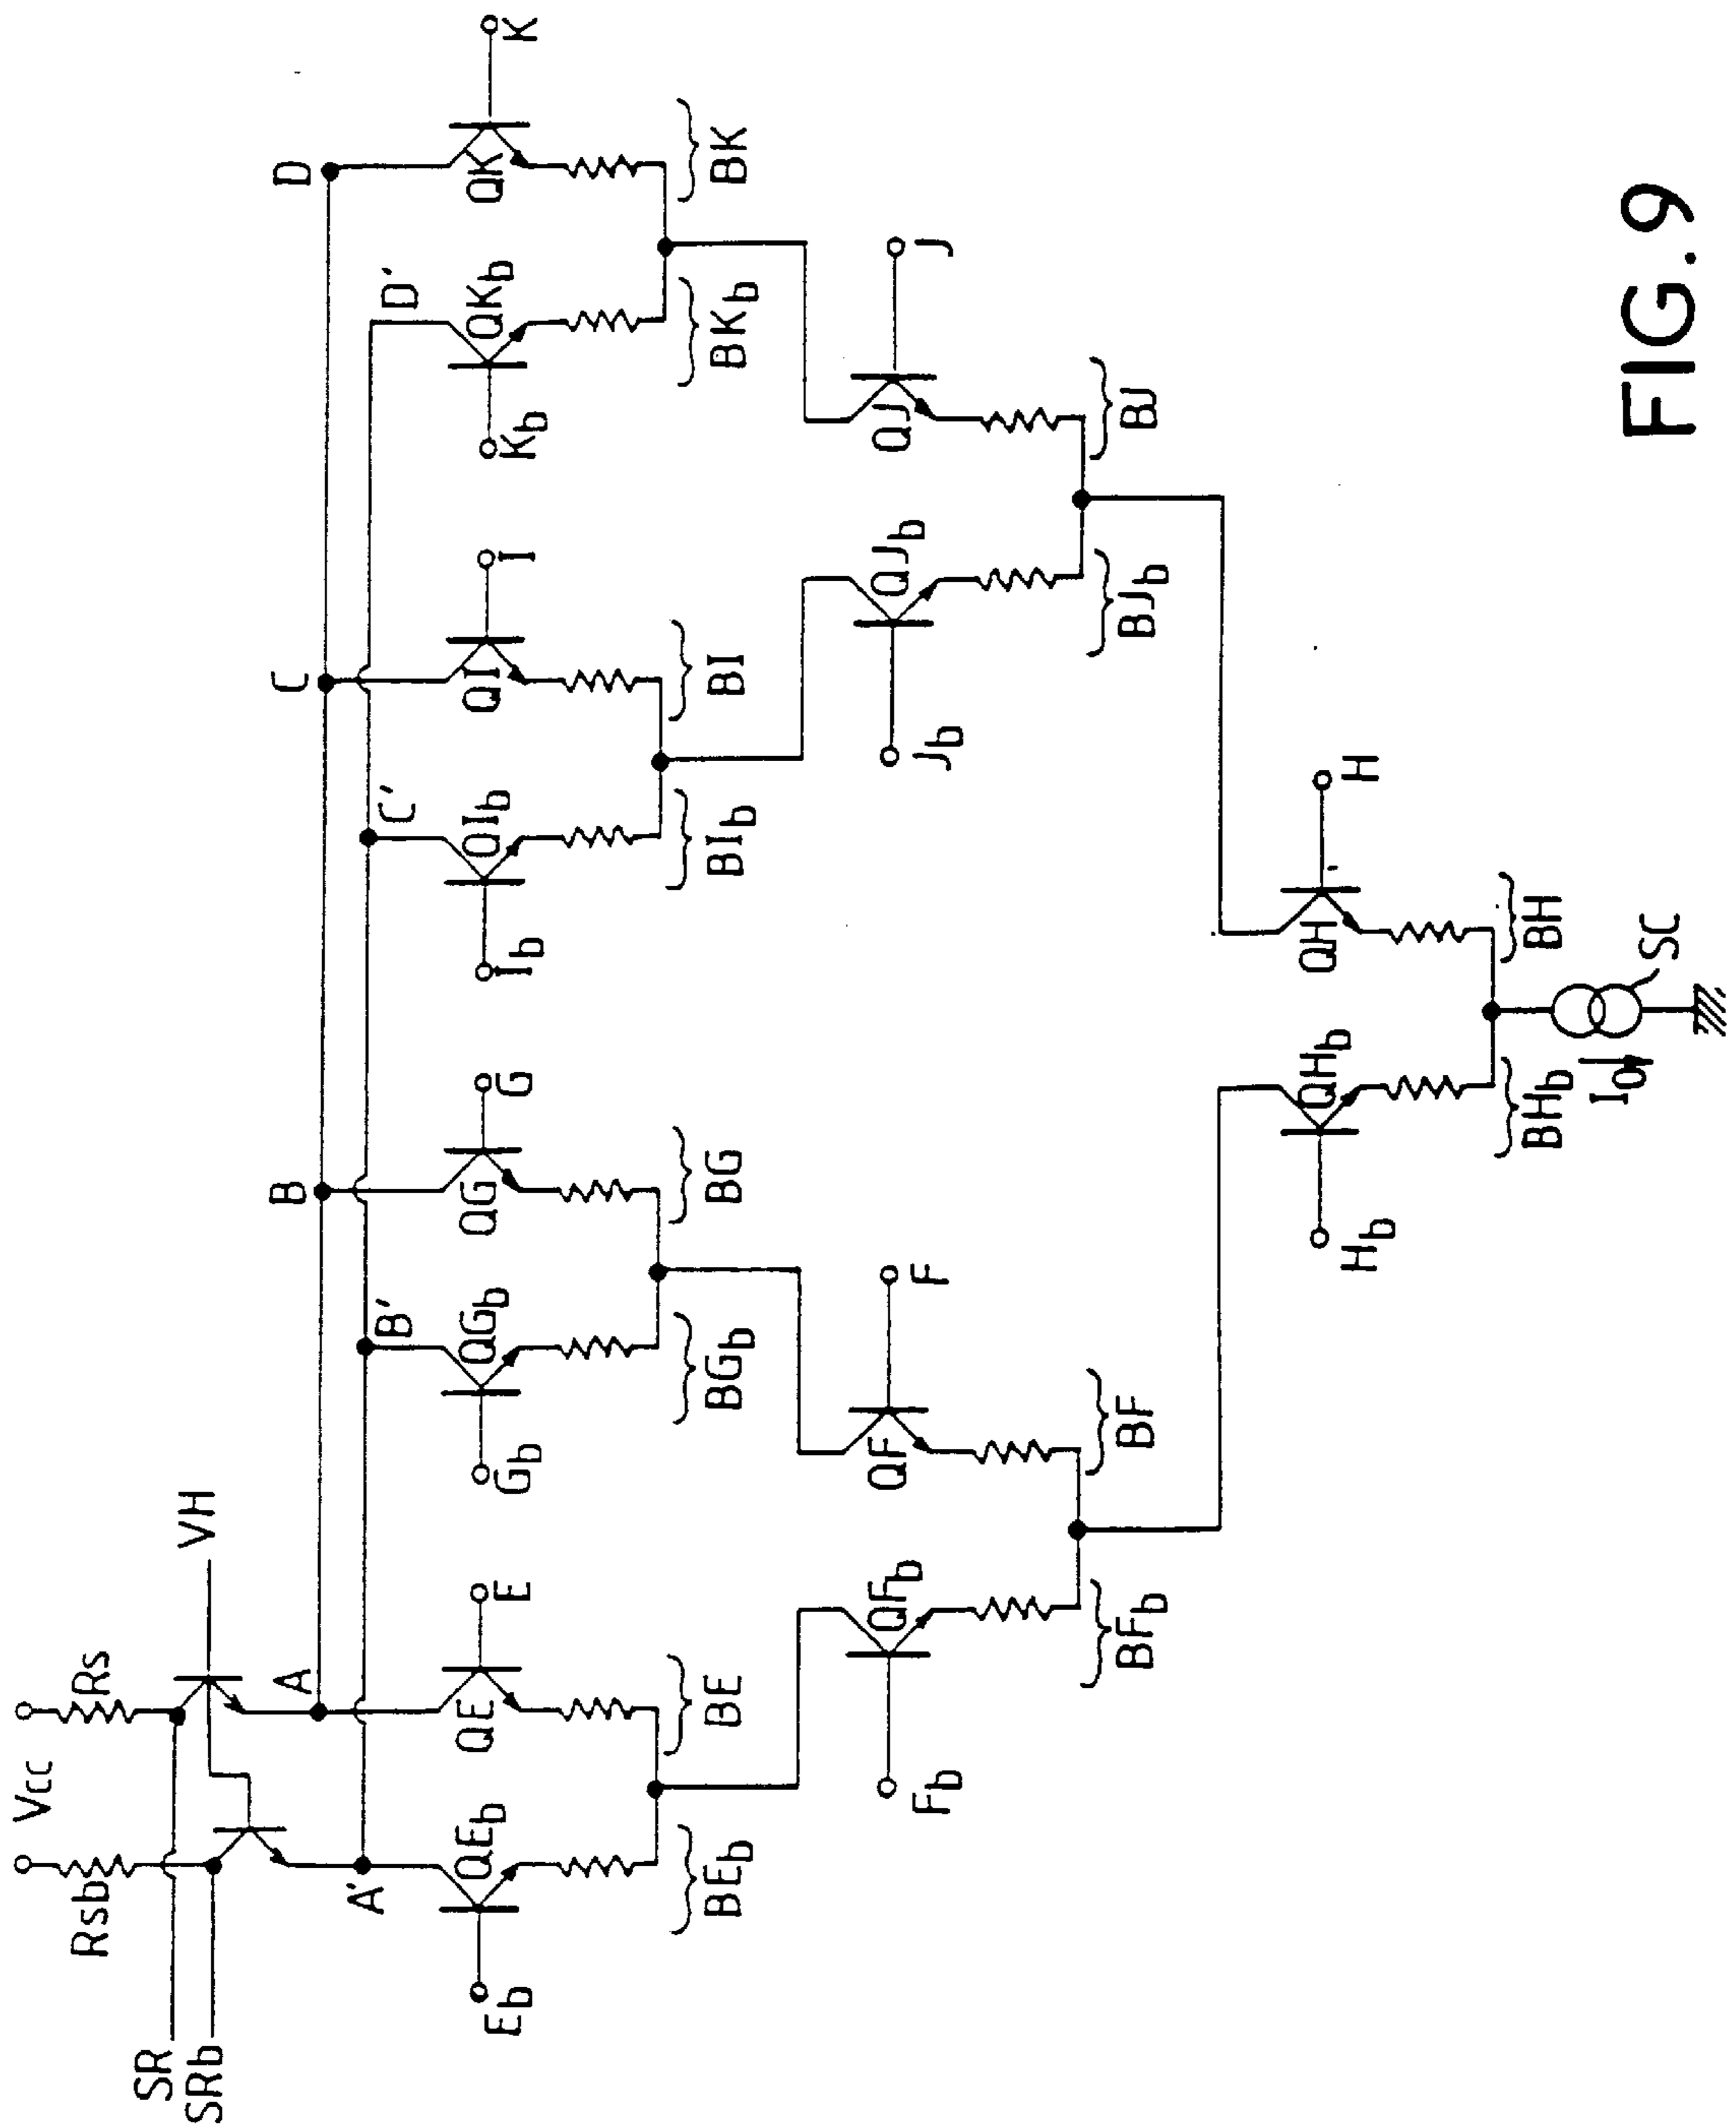 Vcc
Rsb
Rs
VH
SR
SRb
A
A'
B
B'
C
C'
D
D'
Eb
QEb
QE
E
Gb
QGb
QG
G
Ib
QIb
QI
I
Kb
QKb
QK
K
BEb
BE
BGb
BG
BIb
BI
BKb
BK
Fb
QFb
QF
F
Jb
QJb
QJ
J
BFb
BF
BJb
BJ
Hb
QHb
QH
H
BHb
BH
I0
SC
FIG.9